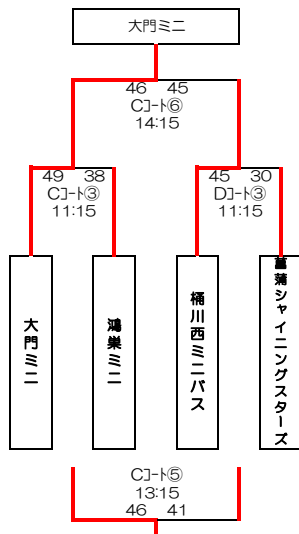 大門ミニ
46 45
Cコート⑥
14:15
49 38
Cコート③
11:15
45 30
Dコート③
11:15
大門ミニ
鴻巣ミニ
桶川西ミニバス
菖蒲シャイニングスターズ
Cコート⑤
13:15
46 41